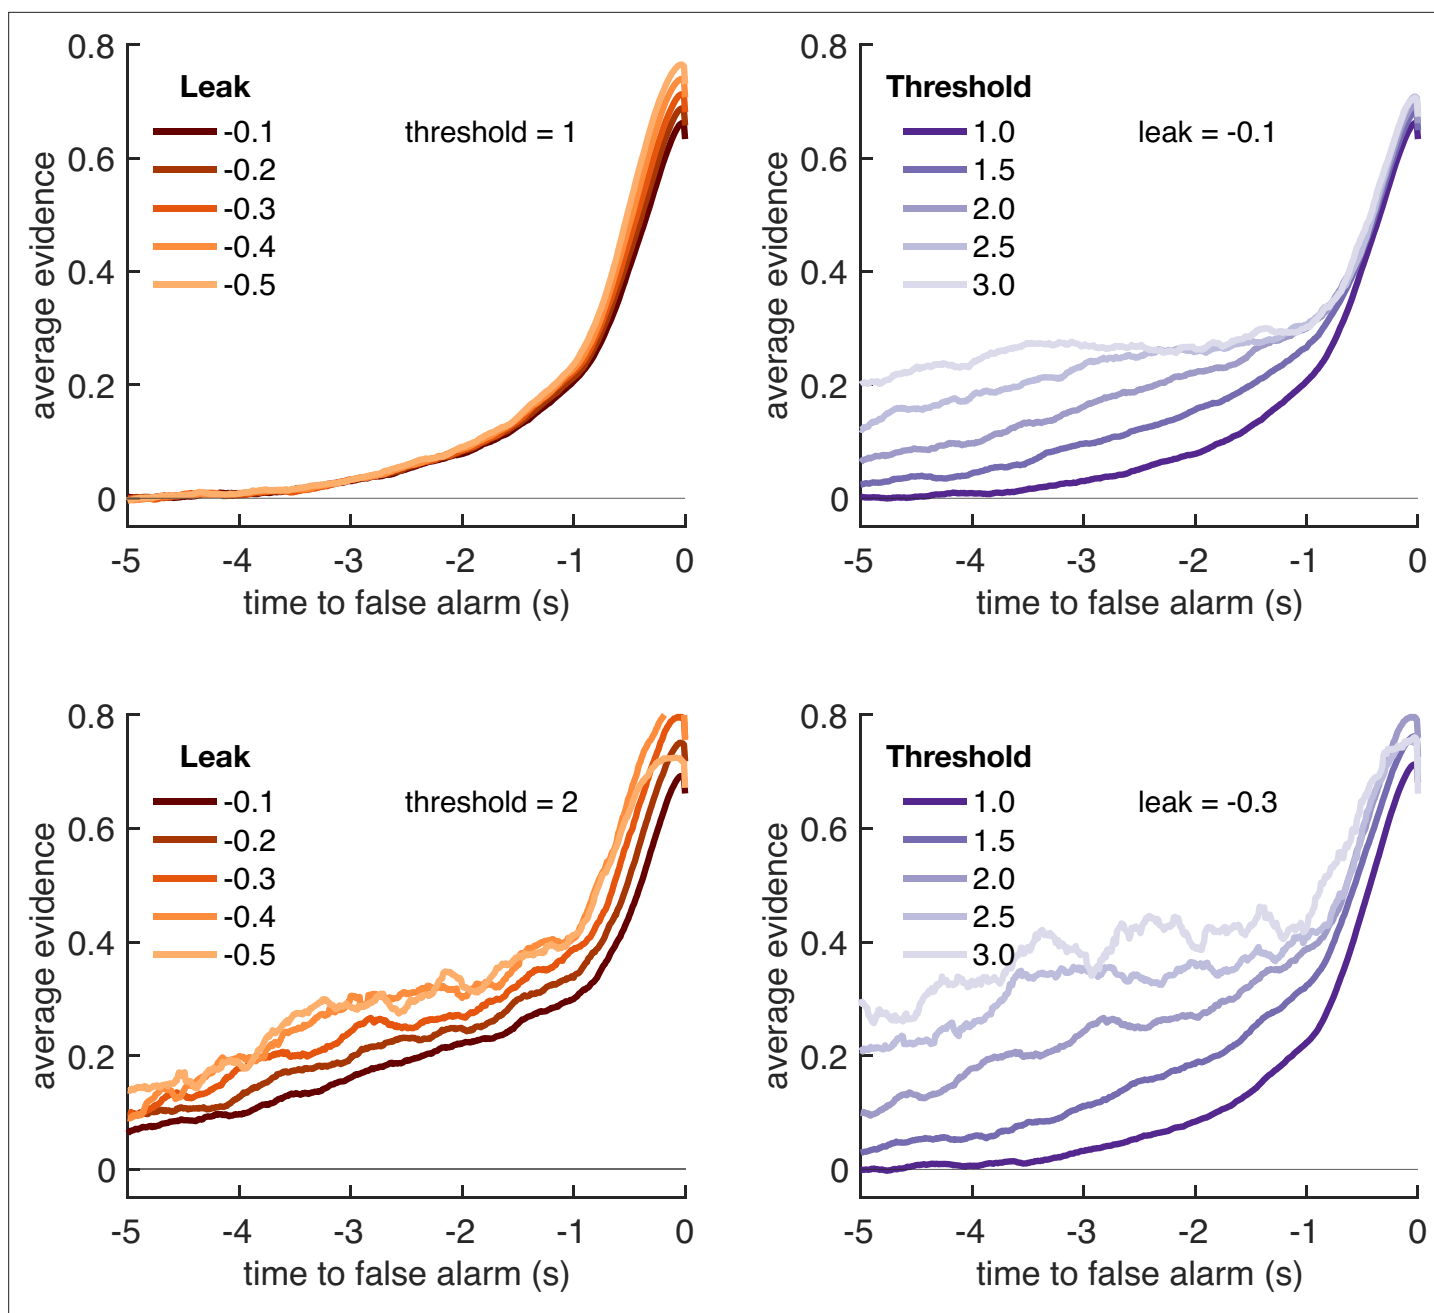 0.8
0.6
0.4
0.2
0
average evidence
Leak
-0.1
-0.2
-0.3
-0.4
-0.5
threshold = 1
-5 -4 -3 -2 -1 0
time to false alarm (s)
0.8
0.6
0.4
0.2
0
average evidence
Threshold
1.0
1.5
2.0
2.5
3.0
leak = -0.1
-5 -4 -3 -2 -1 0
time to false alarm (s)
0.8
0.6
0.4
0.2
0
average evidence
Leak
-0.1
-0.2
-0.3
-0.4
-0.5
threshold = 2
-5 -4 -3 -2 -1 0
time to false alarm (s)
0.8
0.6
0.4
0.2
0
average evidence
Threshold
1.0
1.5
2.0
2.5
3.0
leak = -0.3
-5 -4 -3 -2 -1 0
time to false alarm (s)